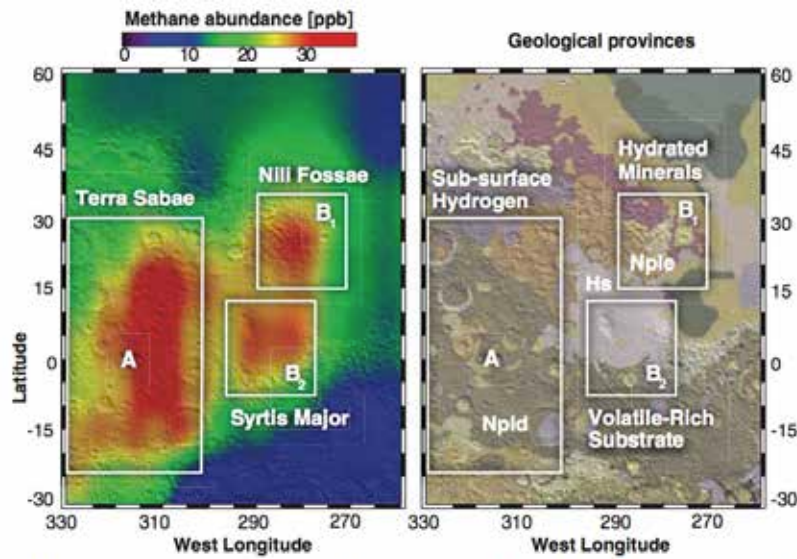 Methane abundance [ppb]
0 10 20 30
Geological provinces
60
45
30
15
0
-15
-30
Latitude
330 310 290 270
West Longitude
Terra Sabae
Nili Fossae
A
B1
B2
Syrtis Major
Sub-surface
Hydrogen
Hydrated
Minerals
B1
Nple
Hs
A
B2
Npld
Volatile-Rich
Substrate
60
45
30
15
0
-15
-30
330 310 290 270
West Longitude